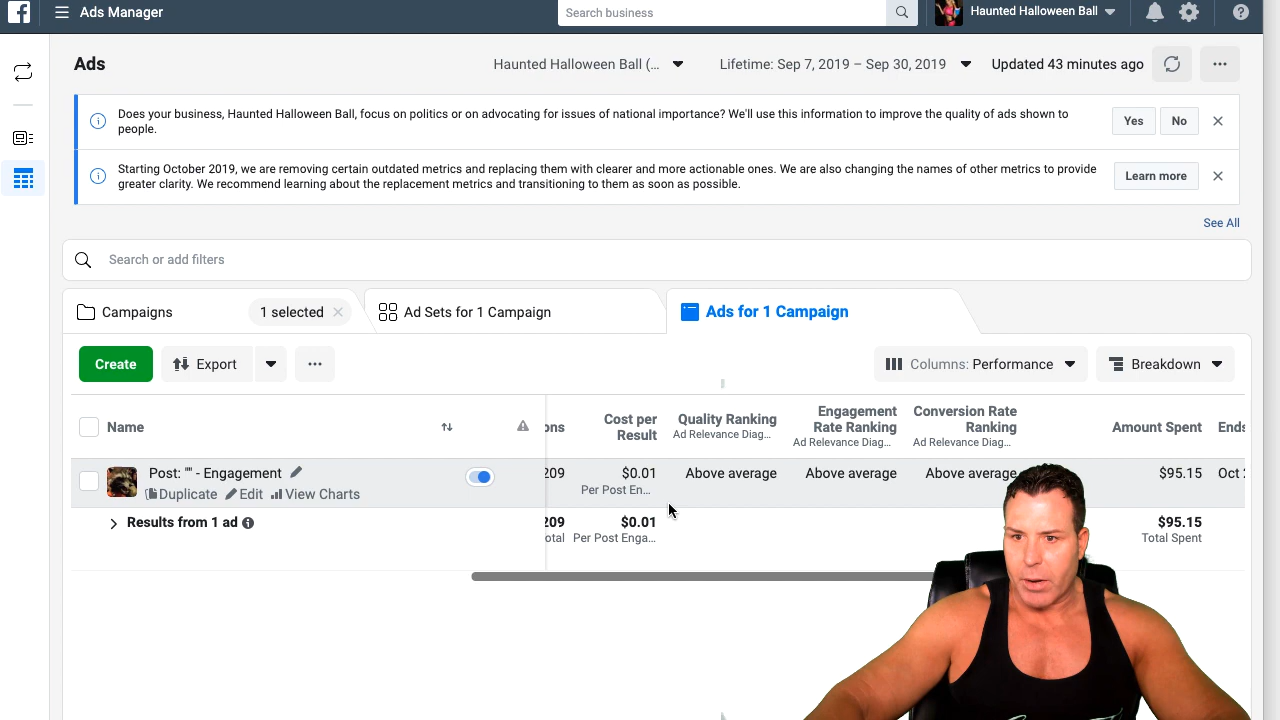 Ads Manager
Search business
Haunted Halloween Ball
Ads
Haunted Halloween Ball (...
Lifetime: Sep 7, 2019 – Sep 30, 2019
Updated 43 minutes ago
Does your business, Haunted Halloween Ball, focus on politics or on advocating for issues of national importance? We'll use this information to improve the quality of ads shown to
people.
Yes
No
Starting October 2019, we are removing certain outdated metrics and replacing them with clearer and more actionable ones. We are also changing the names of other metrics to provide
greater clarity. We recommend learning about the replacement metrics and transitioning to them as soon as possible.
Learn more
See All
Search or add filters
Campaigns
1 selected
Ad Sets for 1 Campaign
Ads for 1 Campaign
Create
Export
Columns: Performance
Breakdown
Name
ons
Cost per
Result
Quality Ranking
Ad Relevance Diag...
Engagement
Rate Ranking
Ad Relevance Diag...
Conversion Rate
Ranking
Ad Relevance Diag...
Amount Spent
Ends
Post: "" - Engagement
Duplicate
Edit
View Charts
209
$0.01
Per Post En...
Above average
Above average
Above average
$95.15
Oct
Results from 1 ad
209
otal
$0.01
Per Post Enga...
$95.15
Total Spent